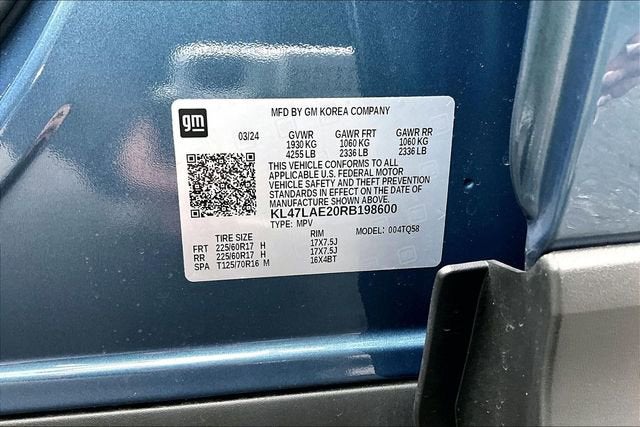 gm
MFD BY GM KOREA COMPANY
03/24 GVWR GAWR FRT GAWR RR
1930 KG 1060 KG 1060 KG
4255 LB 2336 LB 2336 LB
THIS VEHICLE CONFORMS TO ALL
APPLICABLE U.S. FEDERAL MOTOR
VEHICLE SAFETY AND THEFT PREVENTION
STANDARDS IN EFFECT ON THE DATE OF
MANUFACTURE SHOWN ABOVE.
KL47LAE20RB198600
TYPE: MPV MODEL: 004TQ58
TIRE SIZE RIM
FRT 225/60R17 H 17X7.5J
RR 225/60R17 H 17X7.5J
SPA T125/70R16 M 16X4BT